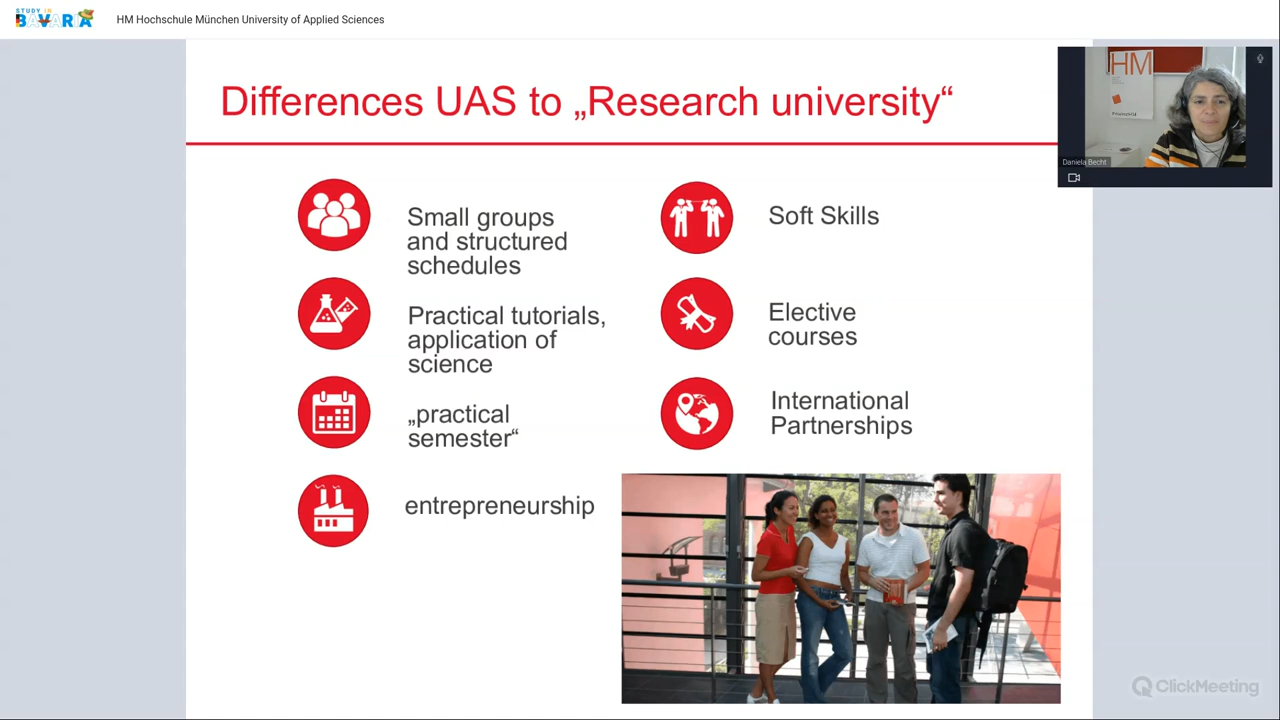 STUDY IN
BAVARIA
HM Hochschule München University of Applied Sciences
Differences UAS to „Research university“
HM
Daniela Becht
Small groups
and structured
schedules
Practical tutorials,
application of
science
„practical
semester“
entrepreneurship
Soft Skills
Elective
courses
International
Partnerships
ClickMeeting